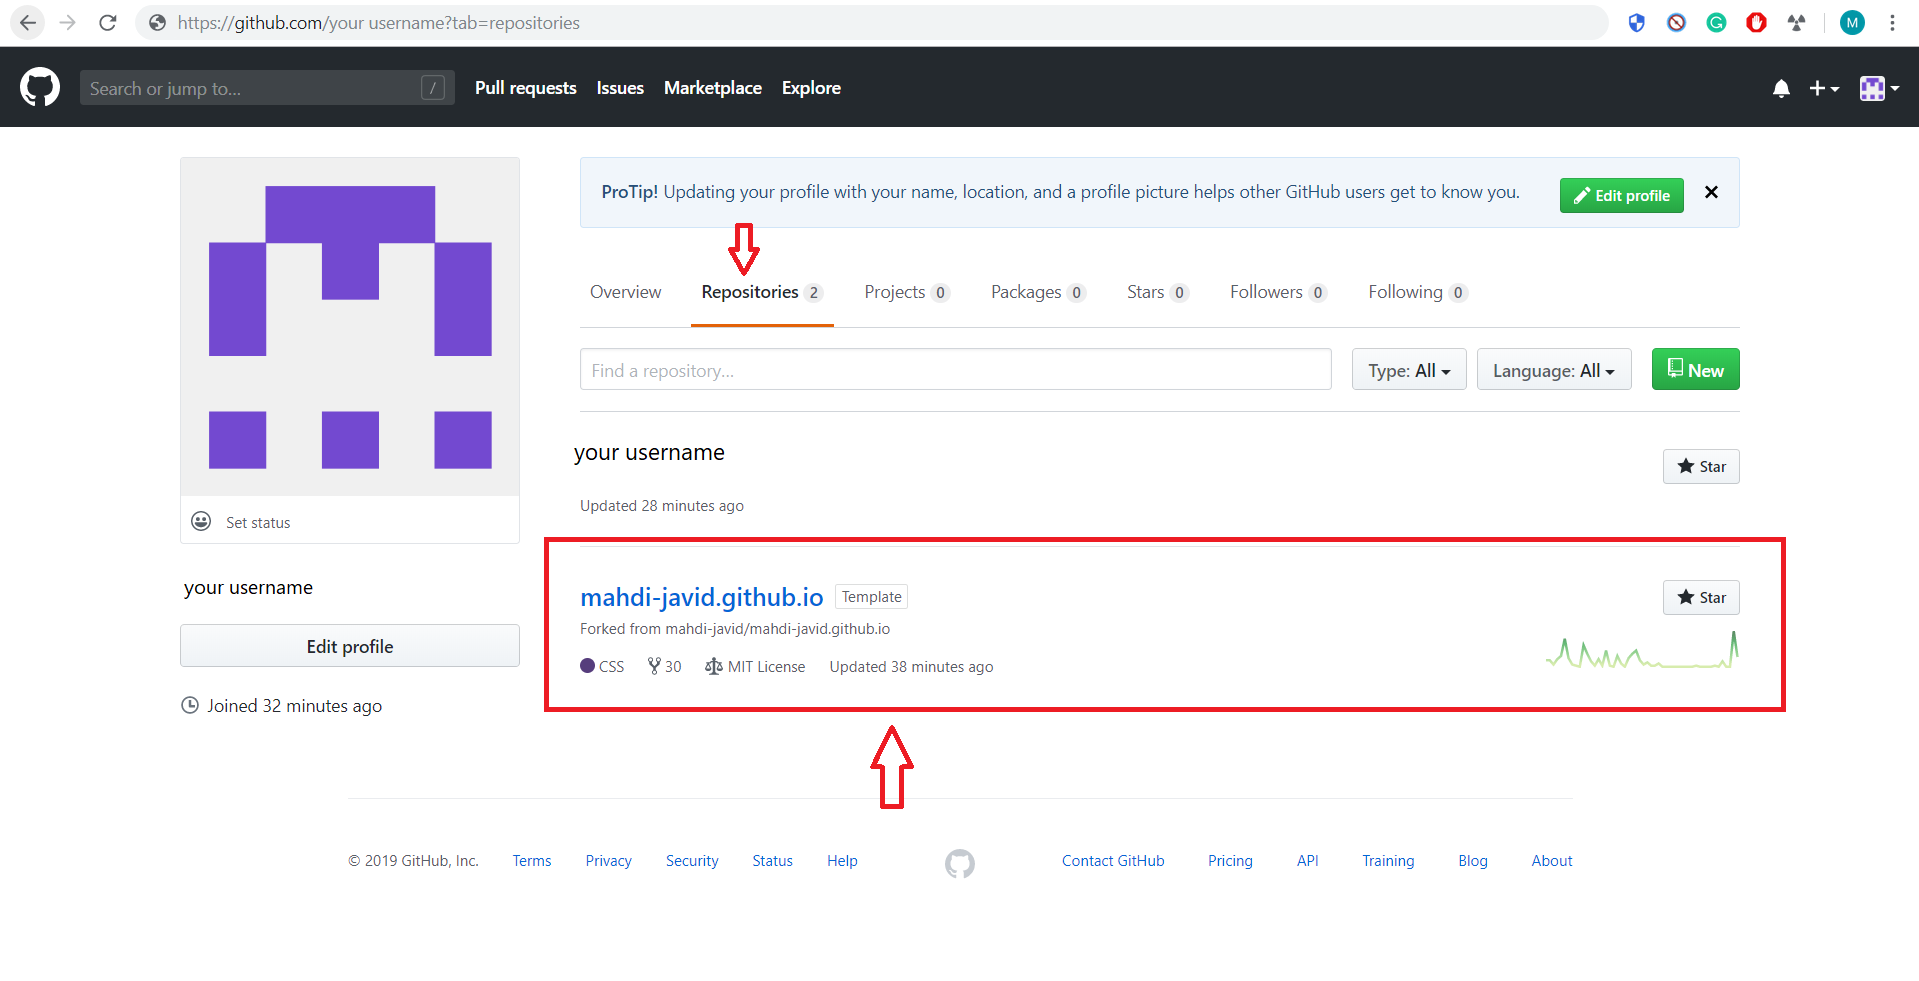 https://github.com/your username?tab=repositories
M
Search or jump to...
/
Pull requests
Issues
Marketplace
Explore
ProTip! Updating your profile with your name, location, and a profile picture helps other GitHub users get to know you.
Edit profile
Overview
Repositories 2
Projects 0
Packages 0
Stars 0
Followers 0
Following 0
Find a repository...
Type: All
Language: All
New
your username
Star
Updated 28 minutes ago
Set status
your username
Edit profile
Joined 32 minutes ago
mahdi-javid.github.io Template
Star
Forked from mahdi-javid/mahdi-javid.github.io
CSS 30 MIT License Updated 38 minutes ago
© 2019 GitHub, Inc.
Terms
Privacy
Security
Status
Help
Contact GitHub
Pricing
API
Training
Blog
About